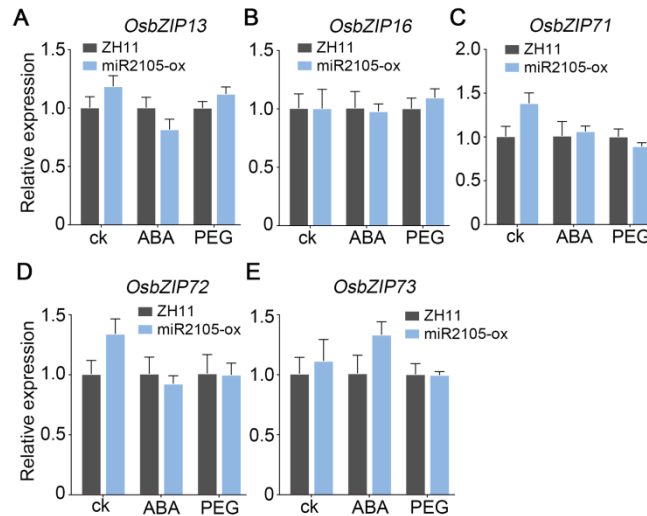 A
OsbZIP13
ZH11
miR2105-ox
Relative expression
1.5
1.0
0.5
0
ck ABA PEG
B
OsbZIP16
ZH11
miR2105-ox
1.5
1.0
0.5
0
ck ABA PEG
C
OsbZIP71
ZH11
miR2105-ox
2.0
1.5
1.0
0.5
0
ck ABA PEG
D
OsbZIP72
ZH11
miR2105-ox
Relative expression
1.5
1.0
0.5
0
ck ABA PEG
E
OsbZIP73
ZH11
miR2105-ox
1.5
1.0
0.5
0
ck ABA PEG